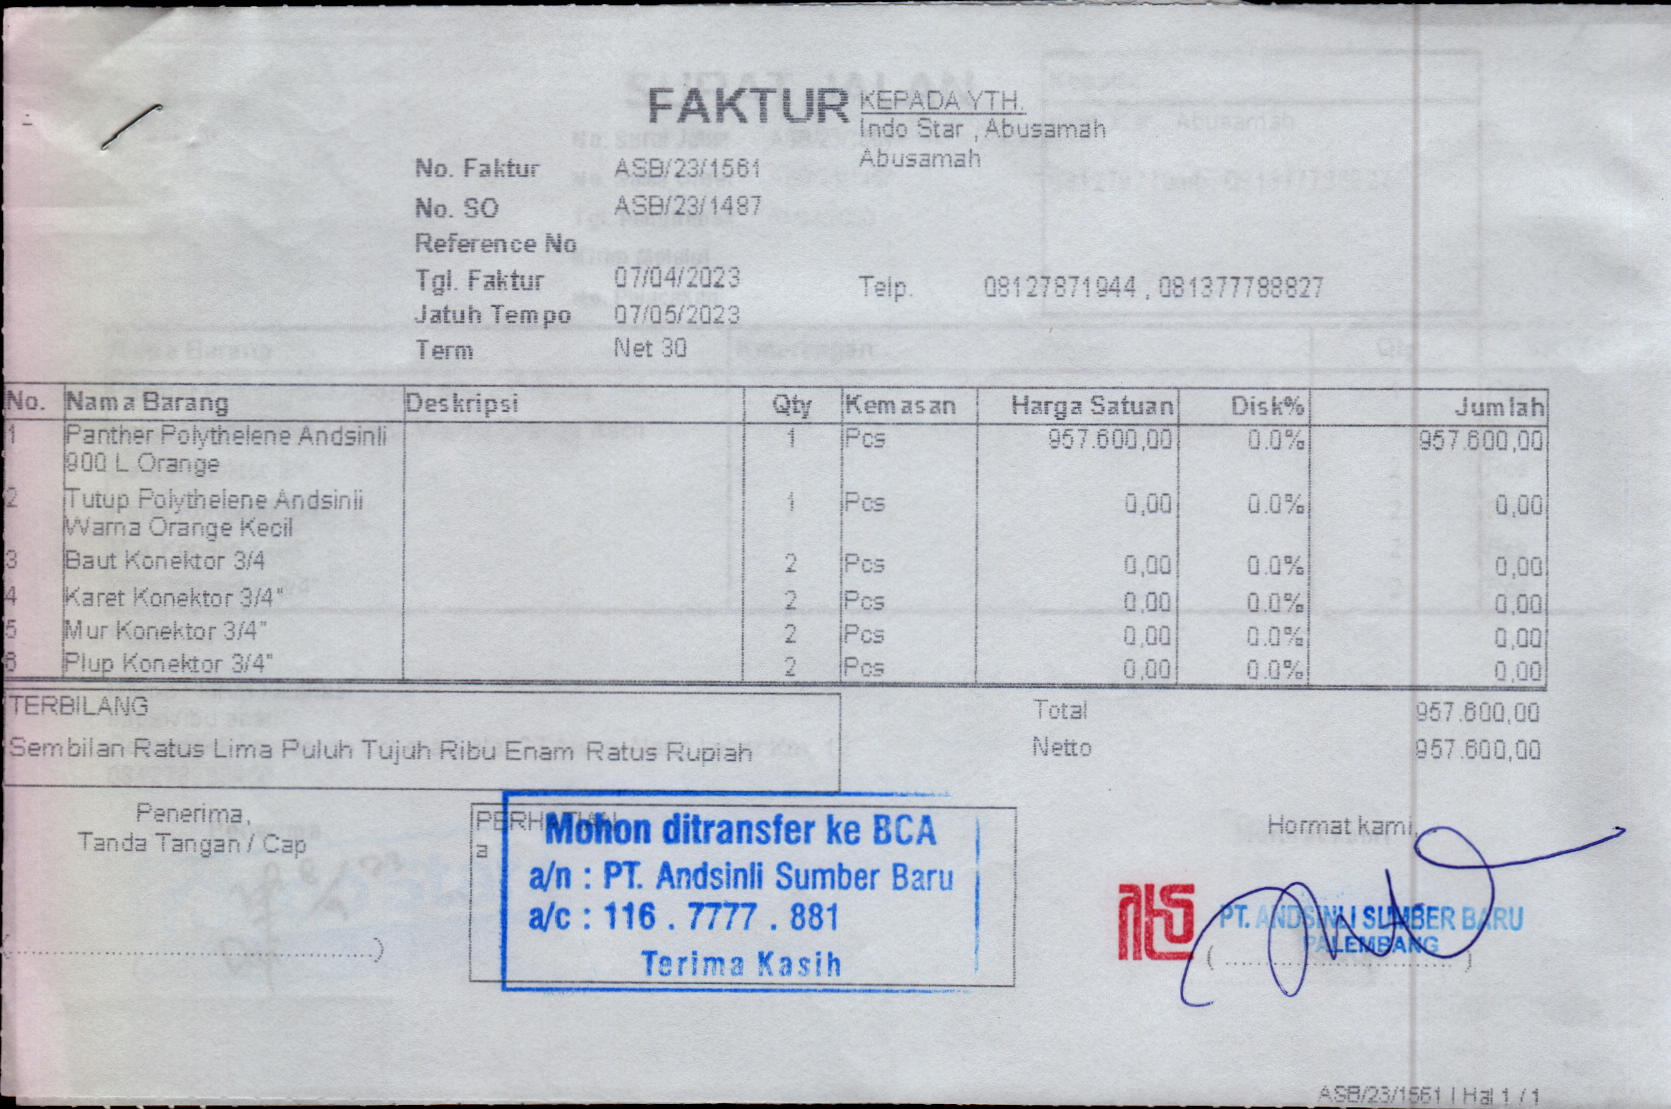 FAKTUR
KEPADA YTH.
Indo Star , Abusamah
Abusamah
No. Faktur ASB/23/1561
No. SO ASB/23/1487
Reference No
Tgl. Faktur 07/04/2023
Telp. 08127871944 , 081377788827
Jatuh Tempo 07/05/2023
Term Net 30
No. Nama Barang Deskripsi Qty Kemasan Harga Satuan Disk% Jumlah
1 Panther Polythelene Andsinli 1 Pcs 957.600,00 0.0% 957.600,00
900 L Orange
2 Tutup Polythelene Andsinli 1 Pcs 0,00 0.0% 0,00
Warna Orange Kecil
3 Baut Konektor 3/4 2 Pcs 0,00 0.0% 0,00
4 Karet Konektor 3/4" 2 Pcs 0,00 0.0% 0,00
5 Mur Konektor 3/4" 2 Pcs 0,00 0.0% 0,00
6 Plup Konektor 3/4" 2 Pcs 0,00 0.0% 0,00
TERBILANG
Sembilan Ratus Lima Puluh Tujuh Ribu Enam Ratus Rupiah
Total 957.600,00
Netto 957.600,00
Penerima,
Tanda Tangan / Cap
(........................)
PERHATIAN
a
Mohon ditransfer ke BCA
a/n : PT. Andsinli Sumber Baru
a/c : 116 . 7777 . 881
Terima Kasih
Hormat kami,
PT. ANDSINLI SUMBER BARU
PALEMBANG
(........................)
ASB/23/1561 | Hal 1 / 1